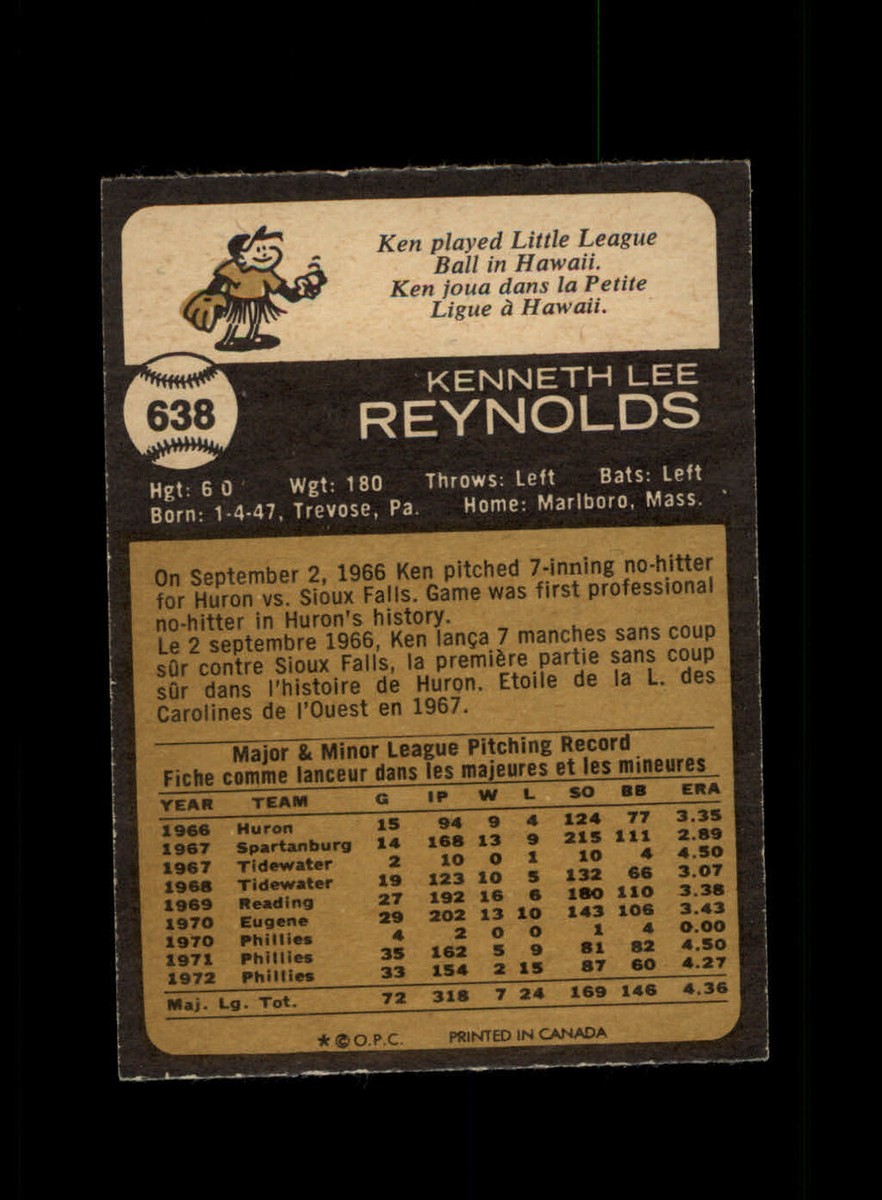 Ken played Little League
Ball in Hawaii.
Ken joua dans la Petite
Ligue à Hawaii.
638
KENNETH LEE
REYNOLDS
Hgt: 6 0' Wgt: 180 Throws: Left Bats: Left
Born: 1-4-47, Trevose, Pa. Home: Marlboro, Mass.
On September 2, 1966 Ken pitched 7-inning no-hitter
for Huron vs. Sioux Falls. Game was first professional
no-hitter in Huron's history.
Le 2 septembre 1966, Ken lança 7 manches sans coup
sûr contre Sioux Falls, la première partie sans coup
sûr dans l'histoire de Huron. Etoile de la L. des
Carolines de l'Ouest en 1967.
Major & Minor League Pitching Record
Fiche comme lanceur dans les majeures et les mineures
YEAR TEAM G IP W L SO BB ERA
1966 Huron 15 94 9 4 124 77 3.35
1967 Spartanburg 14 168 13 9 215 111 2.89
1967 Tidewater 2 10 0 1 10 4 4.50
1968 Tidewater 19 123 10 5 132 66 3.07
1969 Reading 27 192 16 6 180 110 3.38
1970 Eugene 29 202 13 10 143 106 3.43
1970 Phillies 4 2 0 0 1 4 0.00
1971 Phillies 35 162 5 9 81 82 4.50
1972 Phillies 33 154 2 15 87 60 4.27
Maj. Lg. Tot. 72 318 7 24 169 146 4.36
* © O.P.C. PRINTED IN CANADA